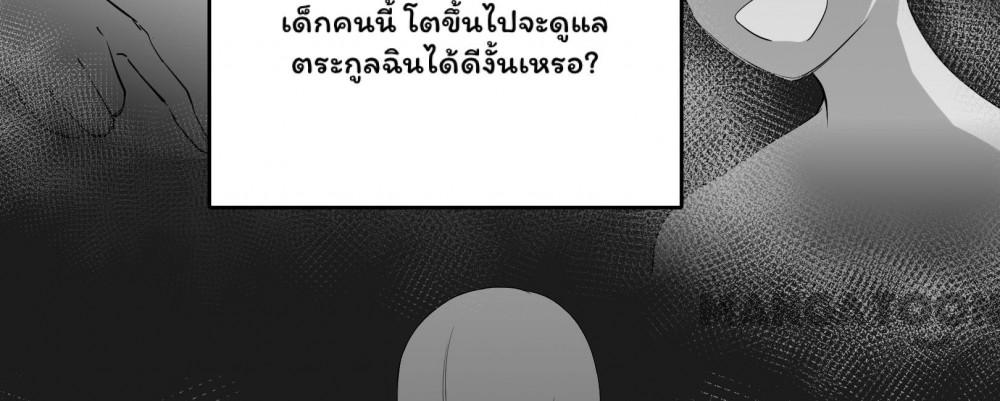 เด็กคนนี้ โตขึ้นไปจะดูแล
ตระกูลฉินได้ดีงั้นเหรอ?